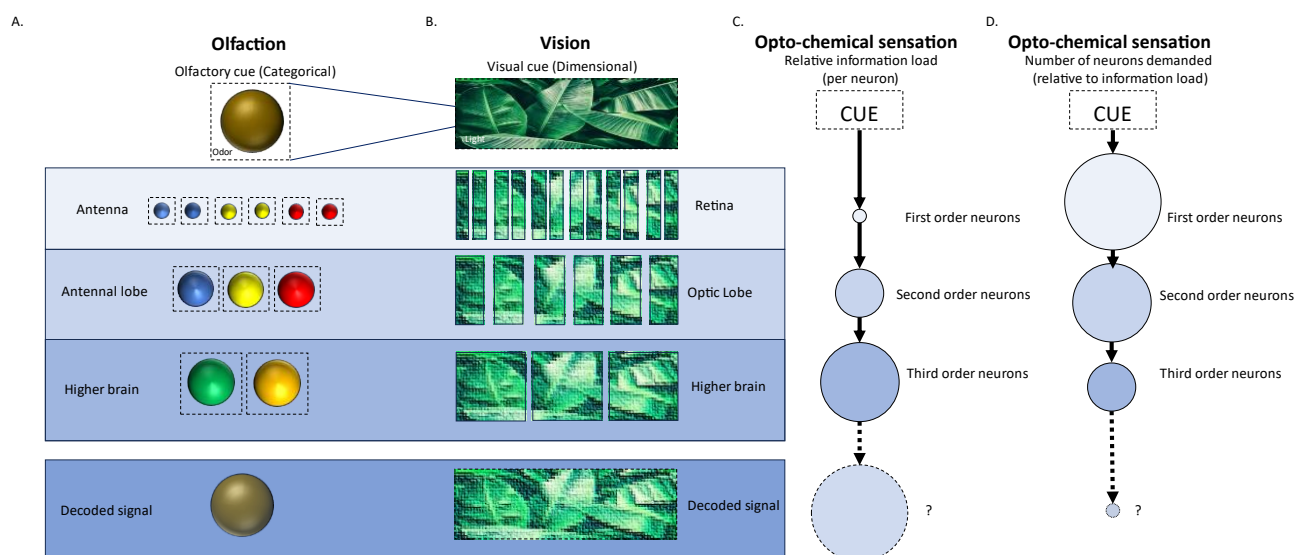 A.
Olfaction
Olfactory cue (Categorical)
Odor
B.
Vision
Visual cue (Dimensional)
Light
C.
Opto-chemical sensation
Relative information load
(per neuron)
CUE
D.
Opto-chemical sensation
Number of neurons demanded
(relative to information load)
CUE
Antenna
Retina
First order neurons
First order neurons
Antennal lobe
Optic Lobe
Second order neurons
Second order neurons
Higher brain
Higher brain
Third order neurons
Third order neurons
Decoded signal
Decoded signal
?
?